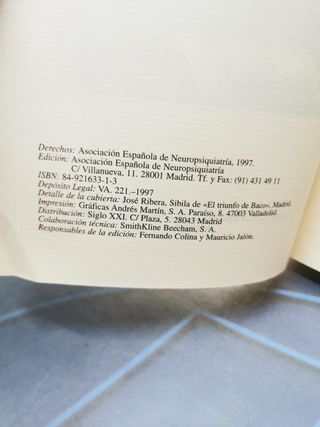 Derechos: Asociación Española de Neuropsiquiatría, 1997.
Edición: Asociación Española de Neuropsiquiatría
C/ Villanueva, 11. 28001 Madrid. Tf. y Fax: (91) 431 49 11
ISBN: 84-921633-1-3
Depósito Legal: VA. 221.–1997
Detalle de la cubierta: José Ribera, Sibila de «El triunfo de Baco», Madrid.
Impresión: Gráficas Andrés Martín, S. A. Paraíso, 8. 47003 Valladolid.
Distribución: Siglo XXI. C/ Plaza, 5. 28043 Madrid
Colaboración técnica: SmithKline Beecham, S. A.
Responsables de la edición: Fernando Colina y Mauricio Jalón.